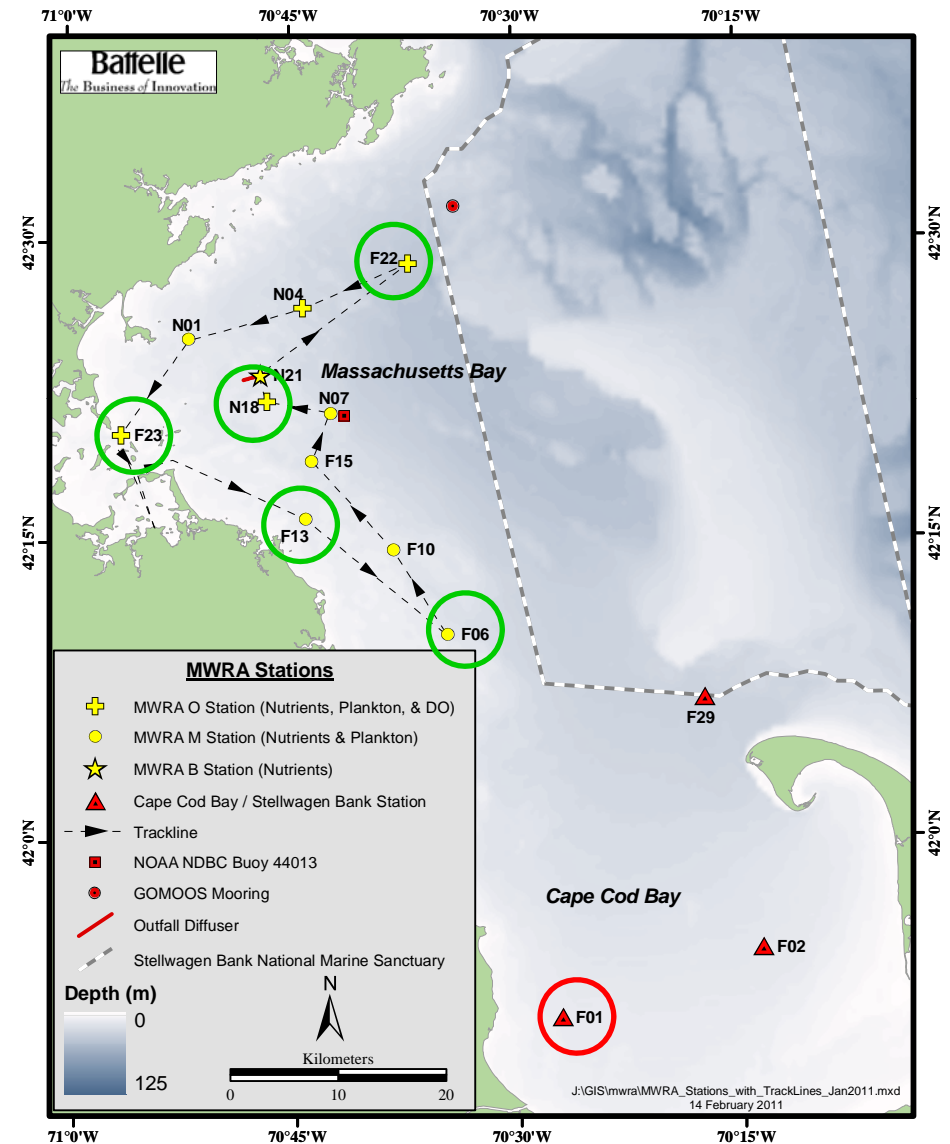 71°0'W
70°45'W
70°30'W
70°15'W
Battelle
The Business of Innovation
42°30'N
42°30'N
F22
N04
N01
Massachusetts Bay
N21
N18
N07
F23
F15
42°15'N
42°15'N
F13
F10
F06
MWRA Stations
MWRA O Station (Nutrients, Plankton, & DO)
MWRA M Station (Nutrients & Plankton)
MWRA B Station (Nutrients)
Cape Cod Bay / Stellwagen Bank Station
Trackline
NOAA NDBC Buoy 44013
GOMOOS Mooring
Outfall Diffuser
Stellwagen Bank National Marine Sanctuary
Depth (m)
0
125
N
Kilometers
0
10
20
F29
42°0'N
42°0'N
Cape Cod Bay
F02
F01
J:\GIS\mwra\MWRA_Stations_with_TrackLines_Jan2011.mxd
14 February 2011
71°0'W
70°45'W
70°30'W
70°15'W